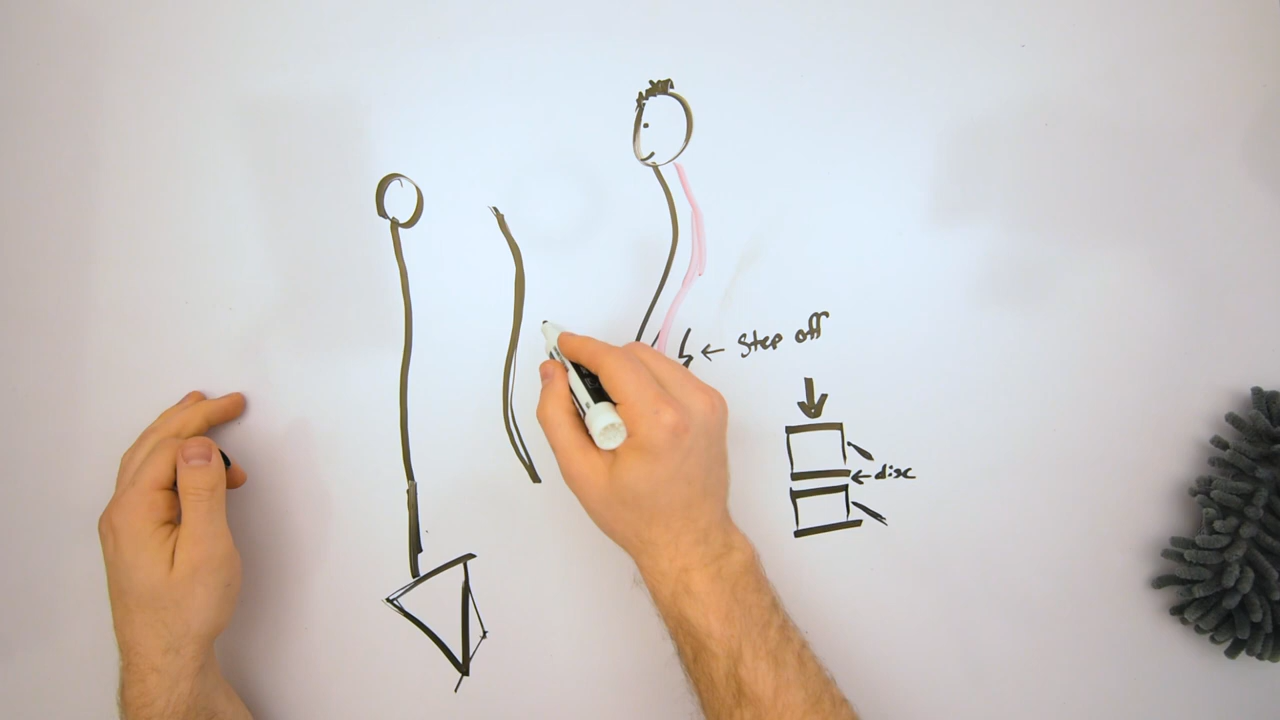 ← Step off
← disc